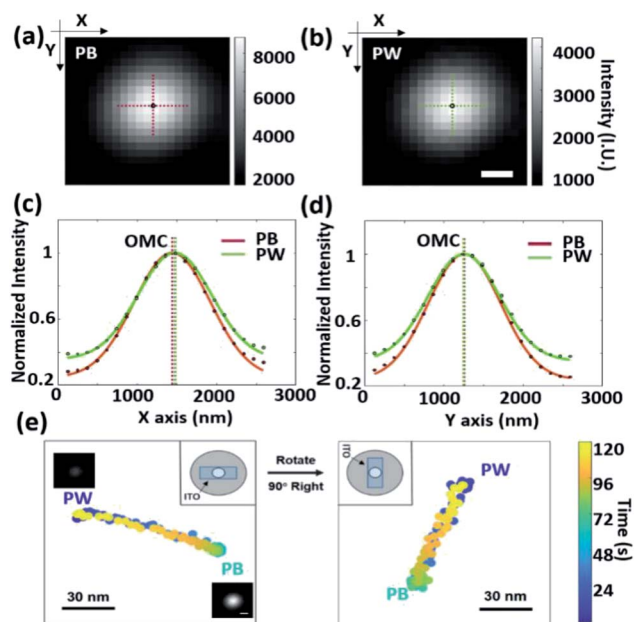 (a) X Y PB 8000 6000 4000 2000
(b) X Y PW 4000 3000 2000 1000 Intensity (I.U.)
(c) OMC PB PW
Normalized Intensity 1 0.6 0.2
0 1000 2000 3000
X axis (nm)
(d) OMC PB PW
Normalized Intensity 1 0.6 0.2
0 1000 2000 3000
Y axis (nm)
(e) PW ITO PB 30 nm
Rotate
90° Right
ITO PW PB 30 nm
120 96 72 48 24 Time (s)